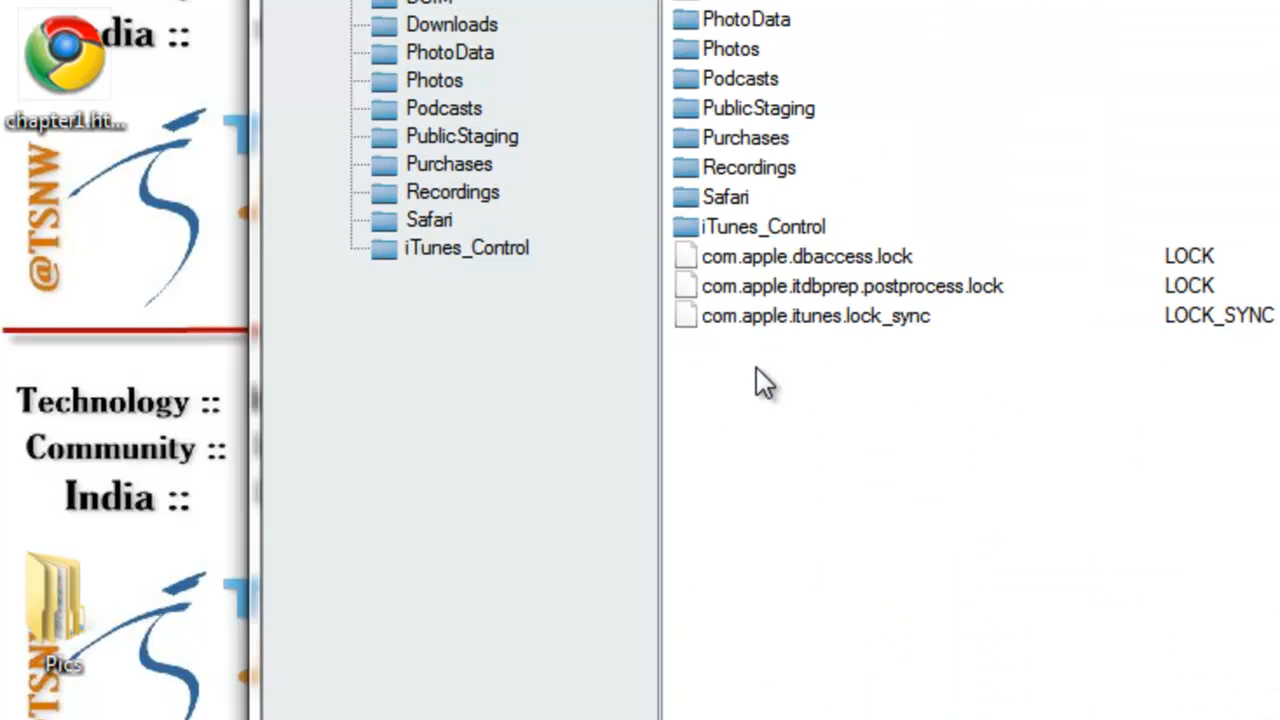 dia ::
chapter1.ht...
@TSNW
Technology ::
Community ::
India ::
Pics
DCIM
Downloads
PhotoData
Photos
Podcasts
PublicStaging
Purchases
Recordings
Safari
iTunes_Control
PhotoData
Photos
Podcasts
PublicStaging
Purchases
Recordings
Safari
iTunes_Control
com.apple.dbaccess.lock LOCK
com.apple.itdbprep.postprocess.lock LOCK
com.apple.itunes.lock_sync LOCK_SYNC